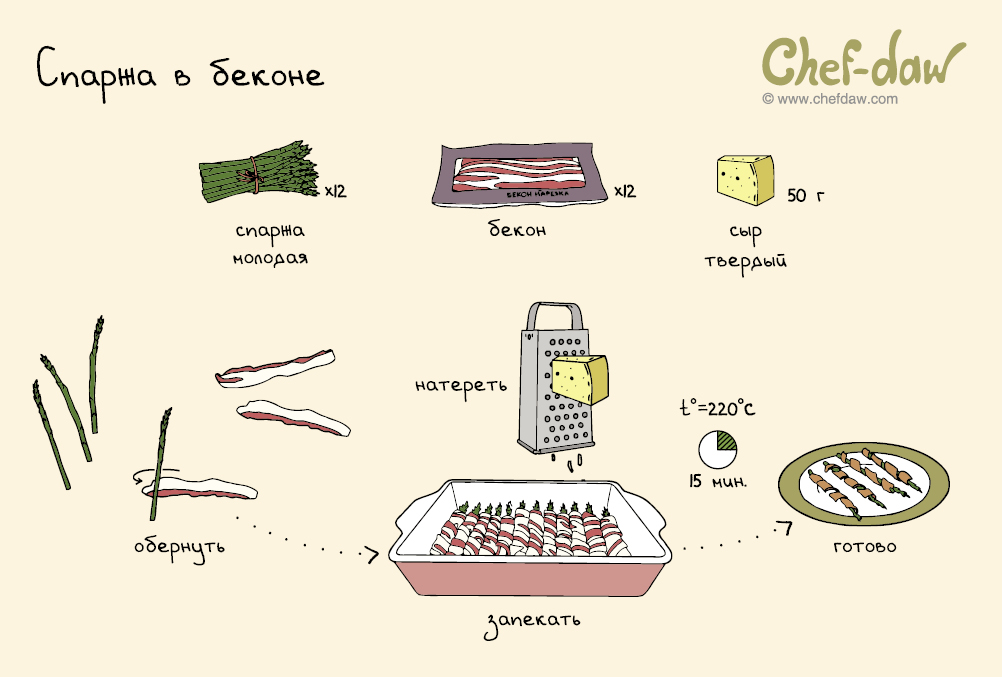 Спаржа в беконе
Chef-daw
© www.chefdaw.com
x12
БЕКОН НАРЕЗКА
x12
50 г
спаржа
молодая
бекон
сыр
твердый
натереть
t°=220°C
15 мин.
обернуть
готово
запекать